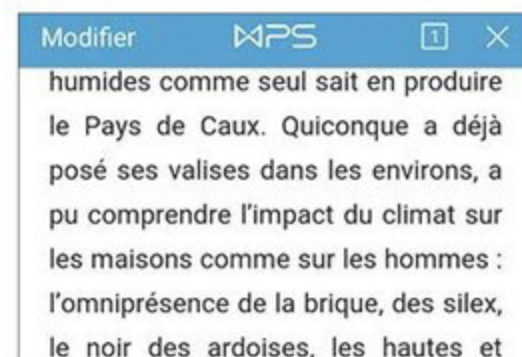 Modifier WPS 1
humides comme seul sait en produire
le Pays de Caux. Quiconque a déjà
posé ses valises dans les environs, a
pu comprendre l'impact du climat sur
les maisons comme sur les hommes :
l'omniprésence de la brique, des silex,
le noir des ardoises, les hautes et